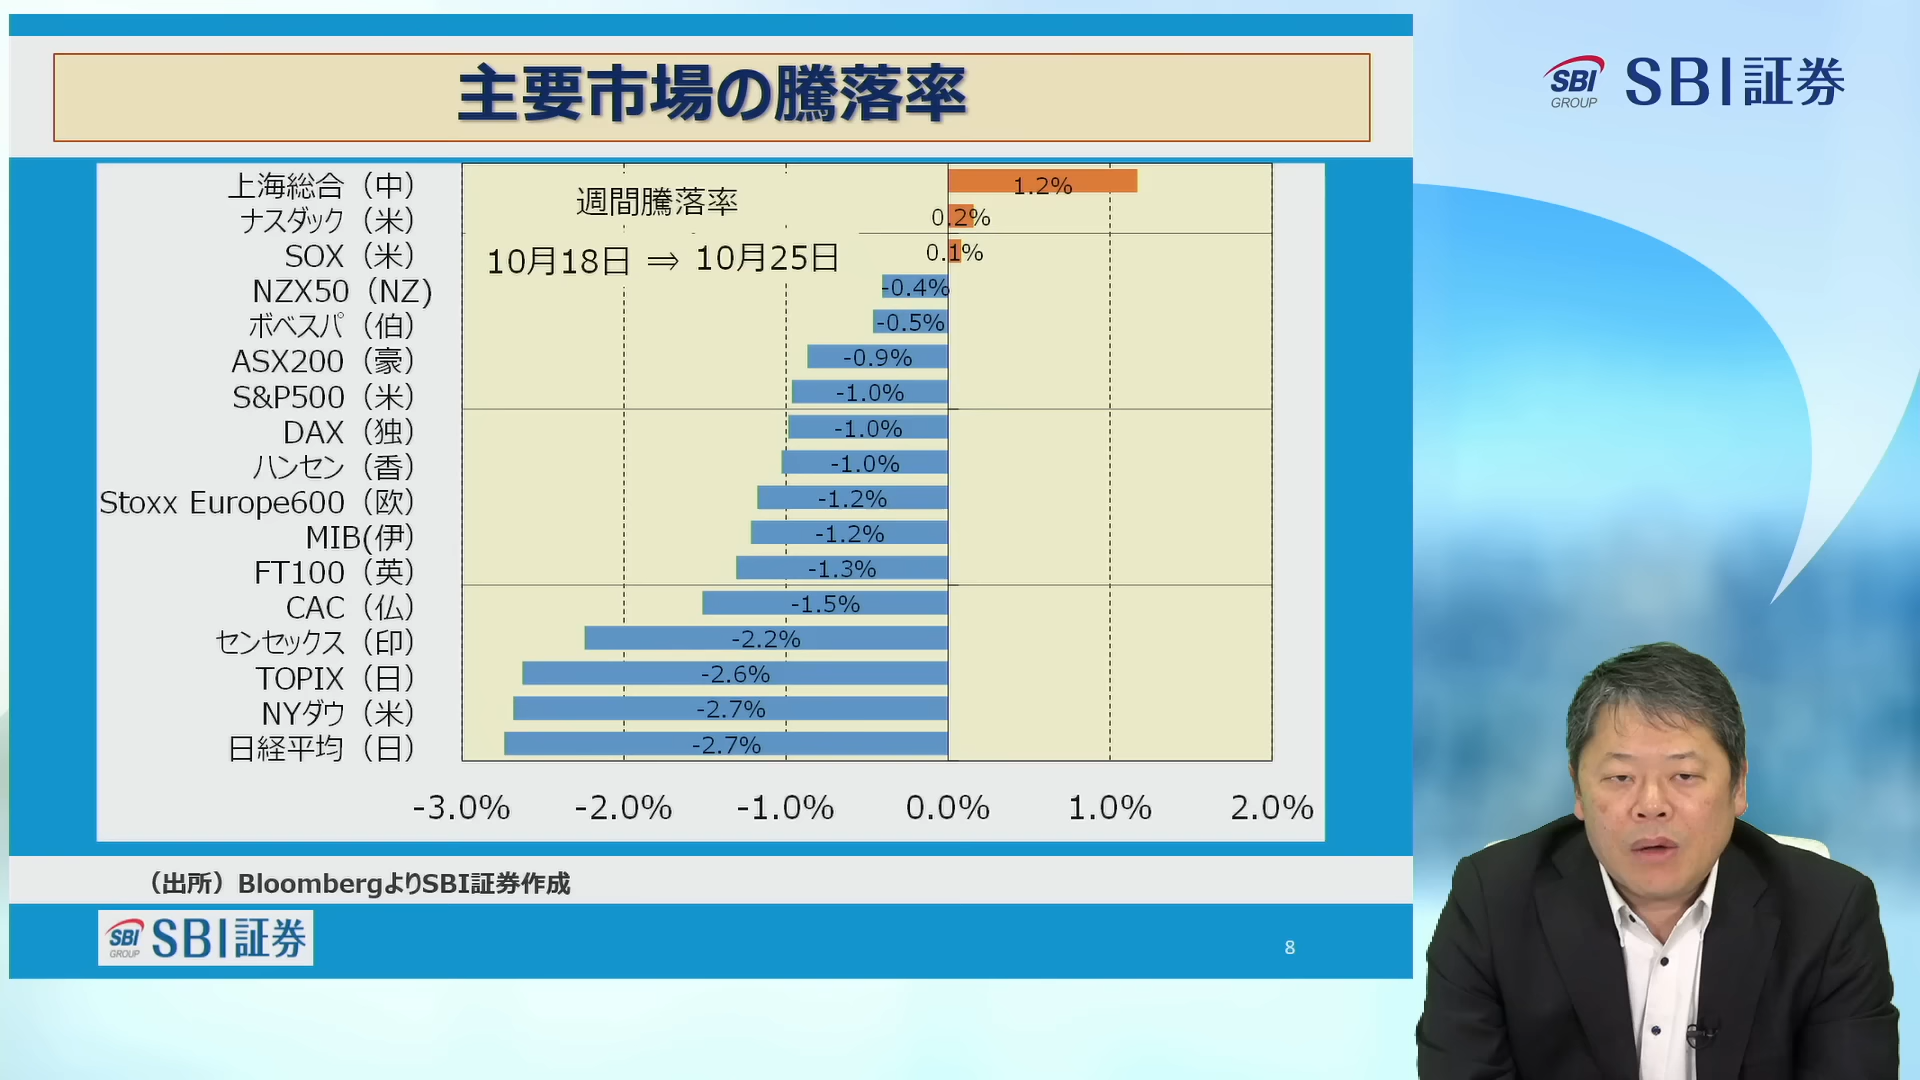 主要市場の騰落率
SBI
GROUP
SBI証券
週間騰落率
10月18日 ⇒ 10月25日
上海総合（中） 1.2%
ナスダック（米） 0.2%
SOX（米） 0.1%
NZX50（NZ) -0.4%
ボベスパ（伯） -0.5%
ASX200（豪） -0.9%
S&P500（米） -1.0%
DAX（独） -1.0%
ハンセン（香） -1.0%
Stoxx Europe600（欧） -1.2%
MIB(伊） -1.2%
FT100（英） -1.3%
CAC（仏） -1.5%
センセックス（印） -2.2%
TOPIX（日） -2.6%
NYダウ（米） -2.7%
日経平均（日） -2.7%
-3.0% -2.0% -1.0% 0.0% 1.0% 2.0%
（出所）BloombergよりSBI証券作成
SBI
GROUP
SBI証券
8